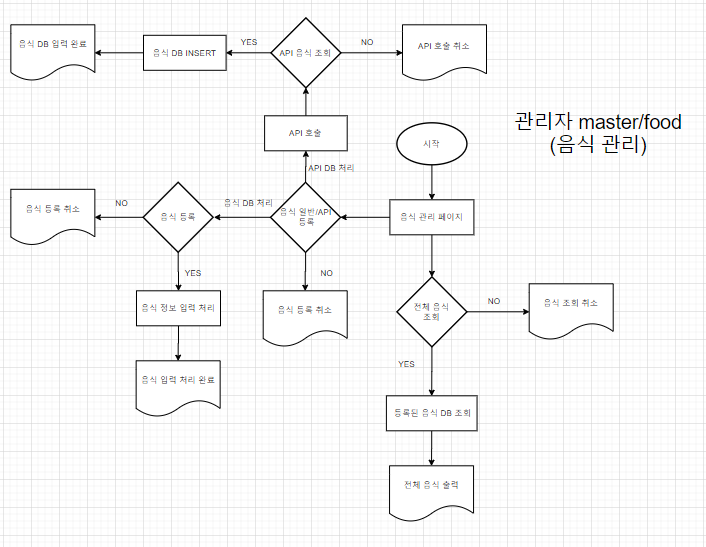 음식 DB 입력 완료
음식 DB INSERT
YES
API 음식 조회
NO
API 호출 취소
관리자 master/food
(음식 관리)
API 호출
시작
API DB 처리
음식 등록 취소
NO
음식 등록
음식 DB 처리
음식 일반/API
등록
음식 관리 페이지
YES
NO
음식 정보 입력 처리
음식 등록 취소
전체 음식
조회
NO
음식 조회 취소
YES
음식 입력 처리 완료
등록된 음식 DB 조회
전체 음식 출력